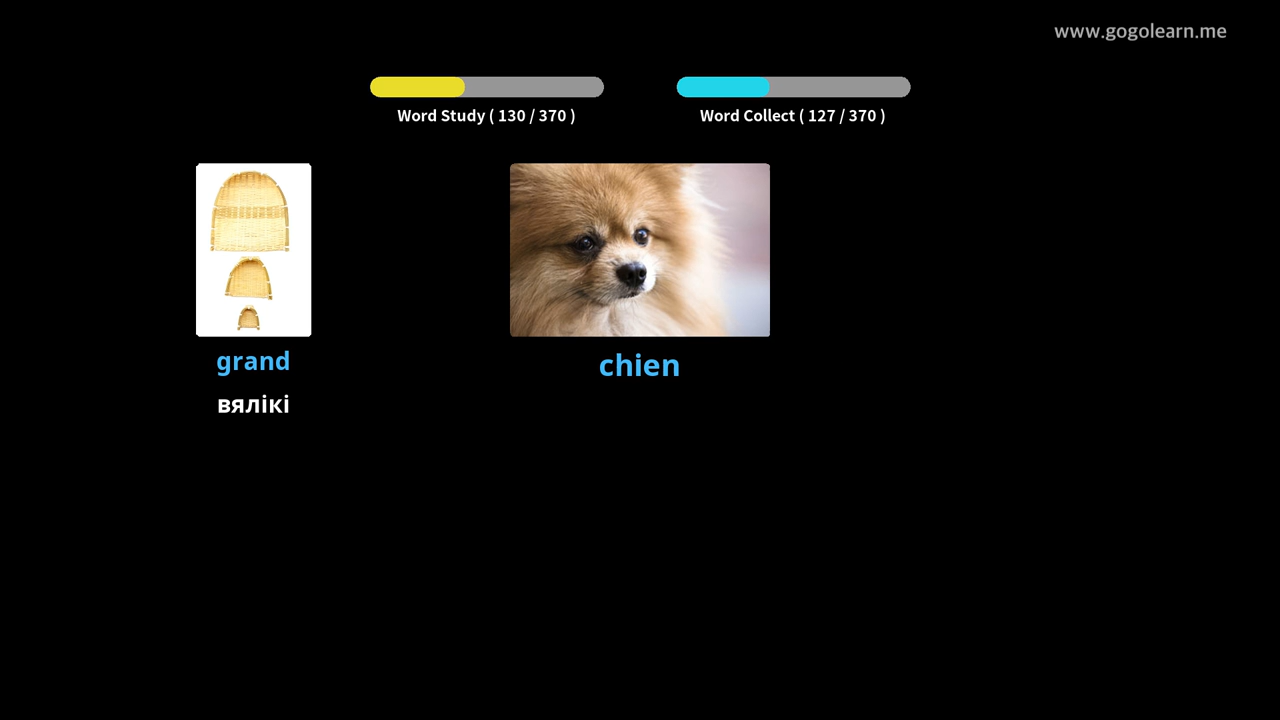 www.gogolearn.me
Word Study ( 130 / 370 )
Word Collect ( 127 / 370 )
grand
вялікі
chien